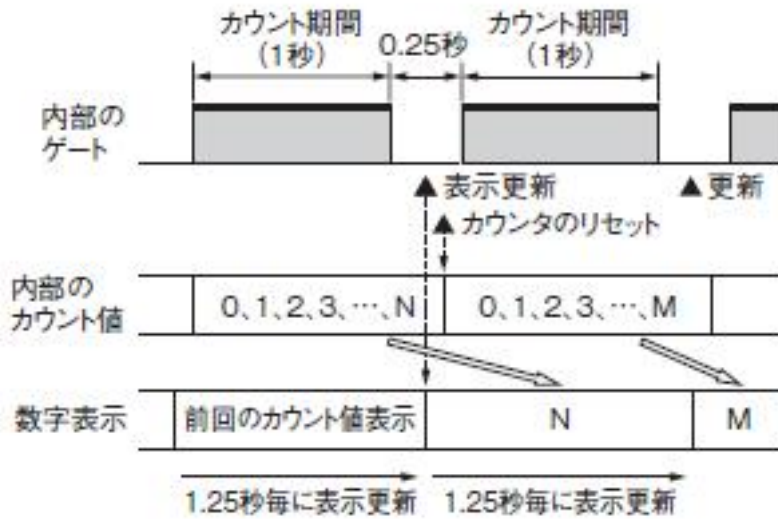 カウント期間
(1秒)
0.25秒
カウント期間
(1秒)
内部の
ゲート
▲表示更新
▲更新
▲カウンタのリセット
内部の
カウント値
0、1、2、3、…、N
0、1、2、3、…、M
数字表示
前回のカウント値表示
N
M
1.25秒毎に表示更新
1.25秒毎に表示更新